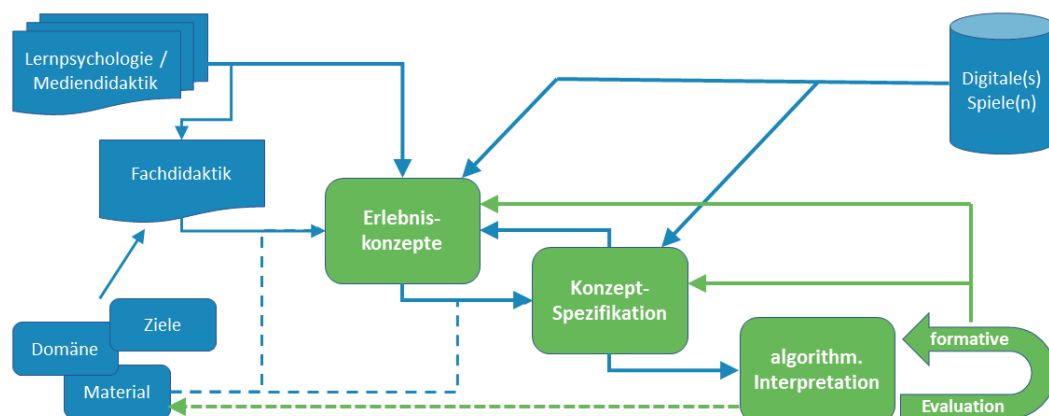 Lernpsychologie /
Mediendidaktik
Digitale(s)
Spiele(n)
Fachdidaktik
Erlebnis-
konzepte
Konzept-
Spezifikation
Ziele
Domäne
Material
algorithm.
Interpretation
formative
Evaluation